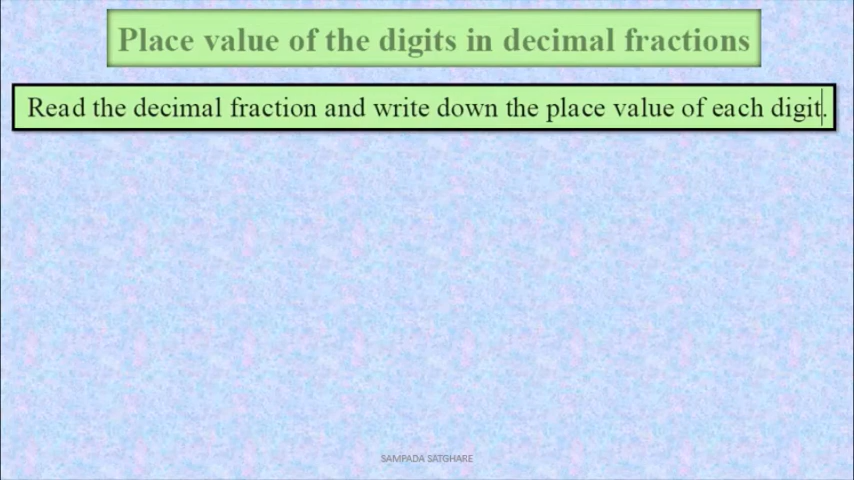 Place value of the digits in decimal fractions
Read the decimal fraction and write down the place value of each digit.
SAMPADA SATGHARE